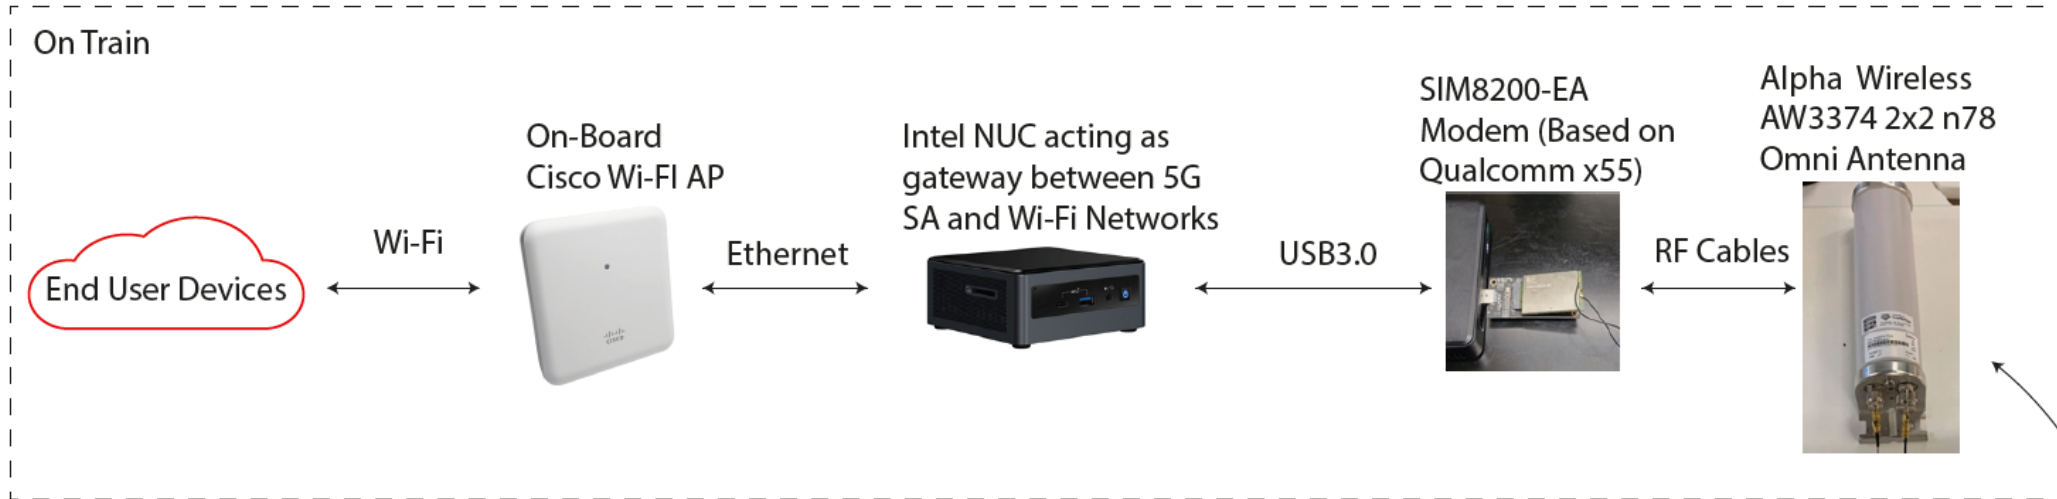 On Train
End User Devices
Wi-Fi
On-Board
Cisco Wi-FI AP
Ethernet
Intel NUC acting as
gateway between 5G
SA and Wi-Fi Networks
USB3.0
SIM8200-EA
Modem (Based on
Qualcomm x55)
RF Cables
Alpha Wireless
AW3374 2x2 n78
Omni Antenna